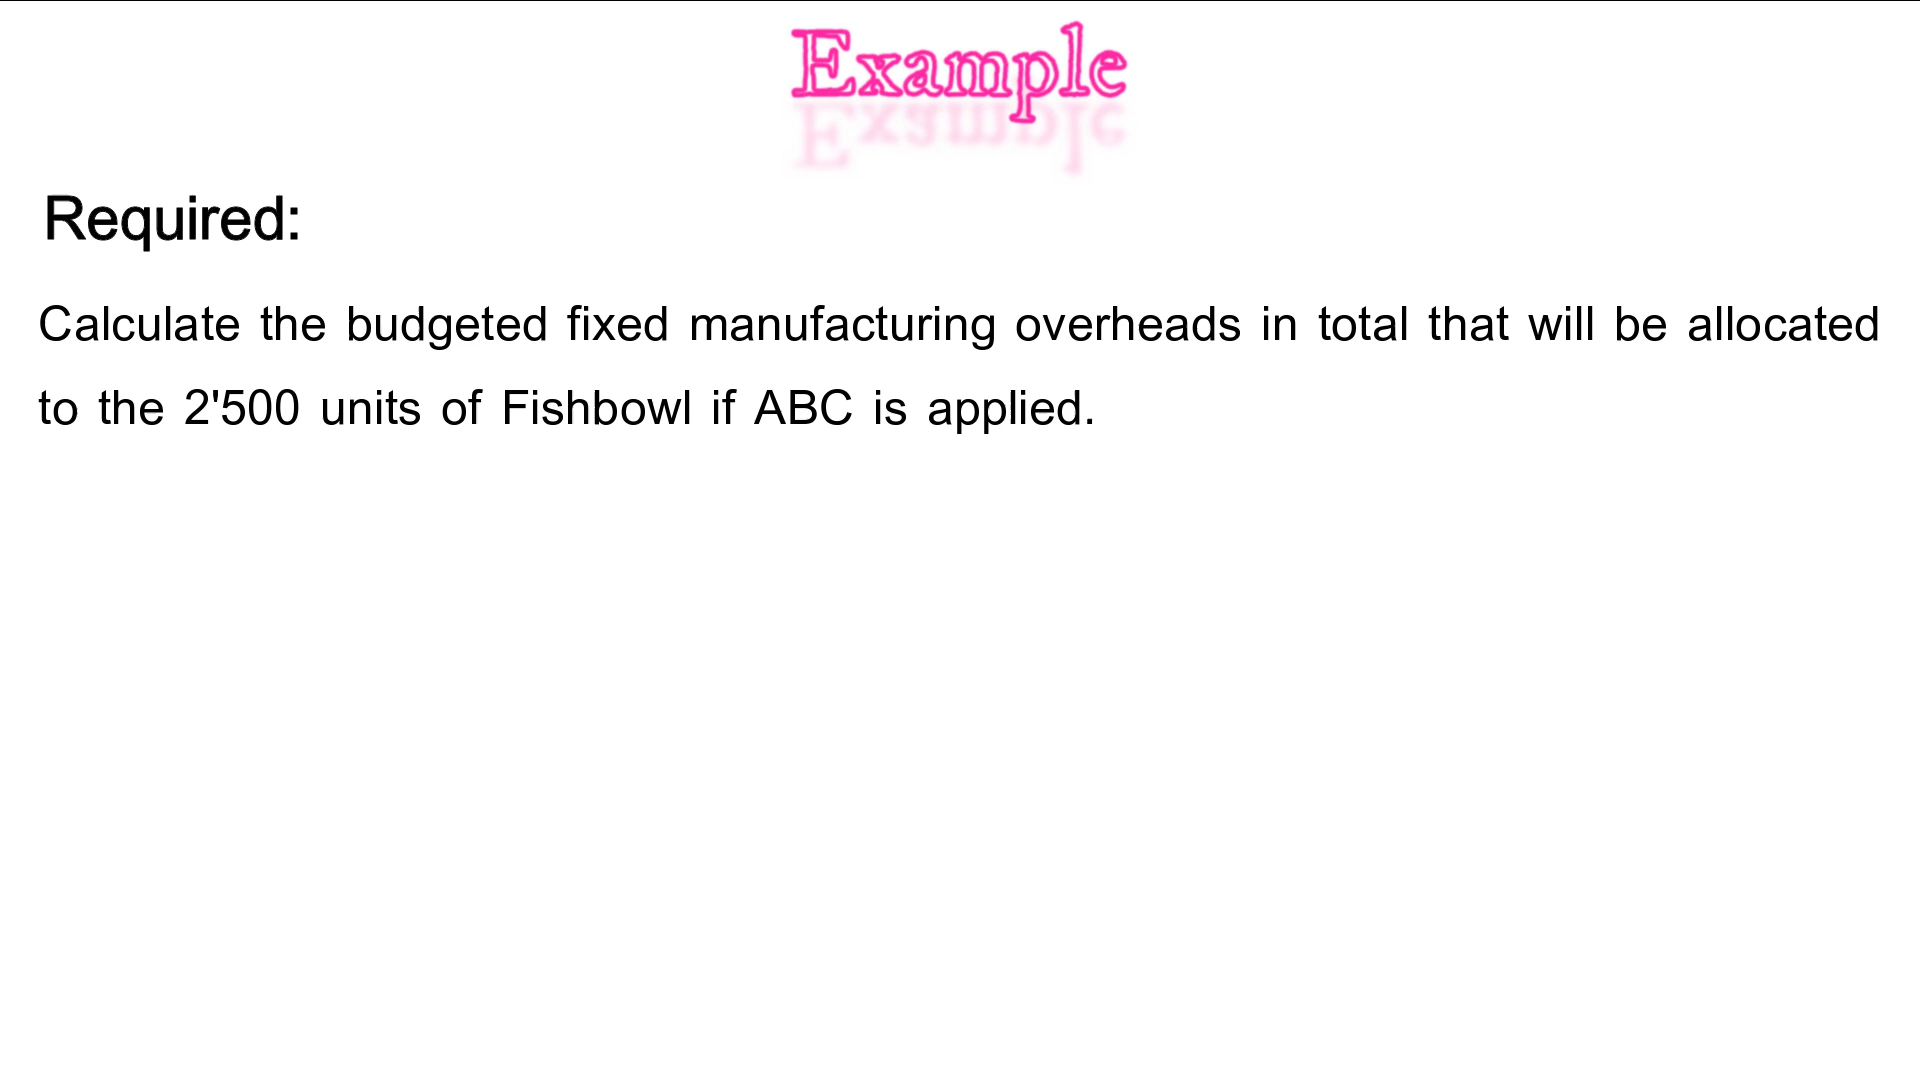 Example
Required:
Calculate the budgeted fixed manufacturing overheads in total that will be allocated
to the 2'500 units of Fishbowl if ABC is applied.